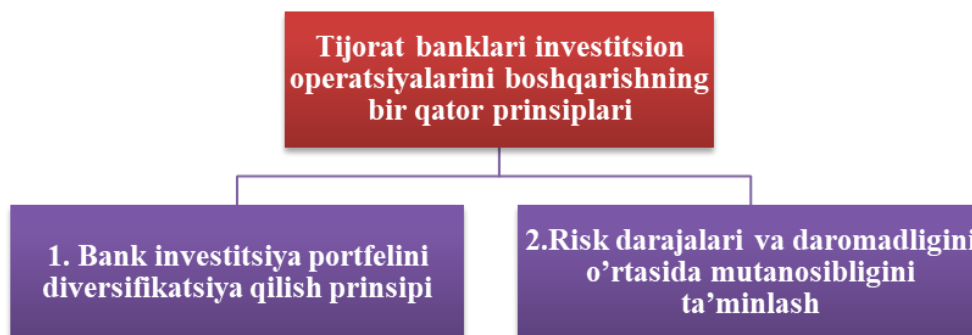 Tijorat banklari investitsion
operatsiyalarini boshqarishning
bir qator prinsiplari
1. Bank investitsiya portfelini
diversifikatsiya qilish prinsipi
2.Risk darajalari va daromadligini
o’rtasida mutanosibligini
ta’minlash